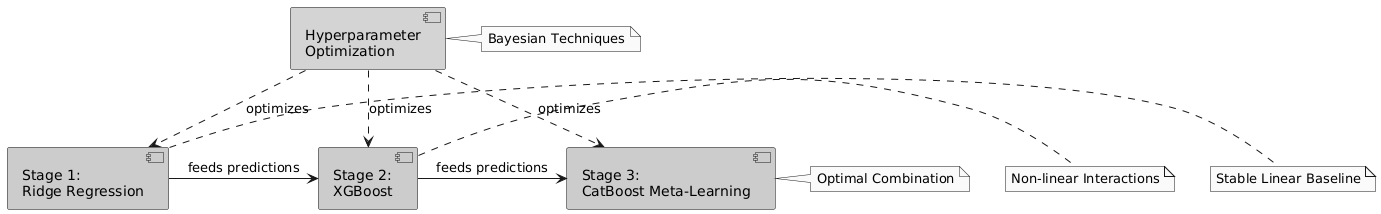 Hyperparameter
Optimization
Bayesian Techniques
optimizes
optimizes
optimizes
Stage 1:
Ridge Regression
feeds predictions
Stage 2:
XGBoost
feeds predictions
Stage 3:
CatBoost Meta-Learning
Optimal Combination
Non-linear Interactions
Stable Linear Baseline